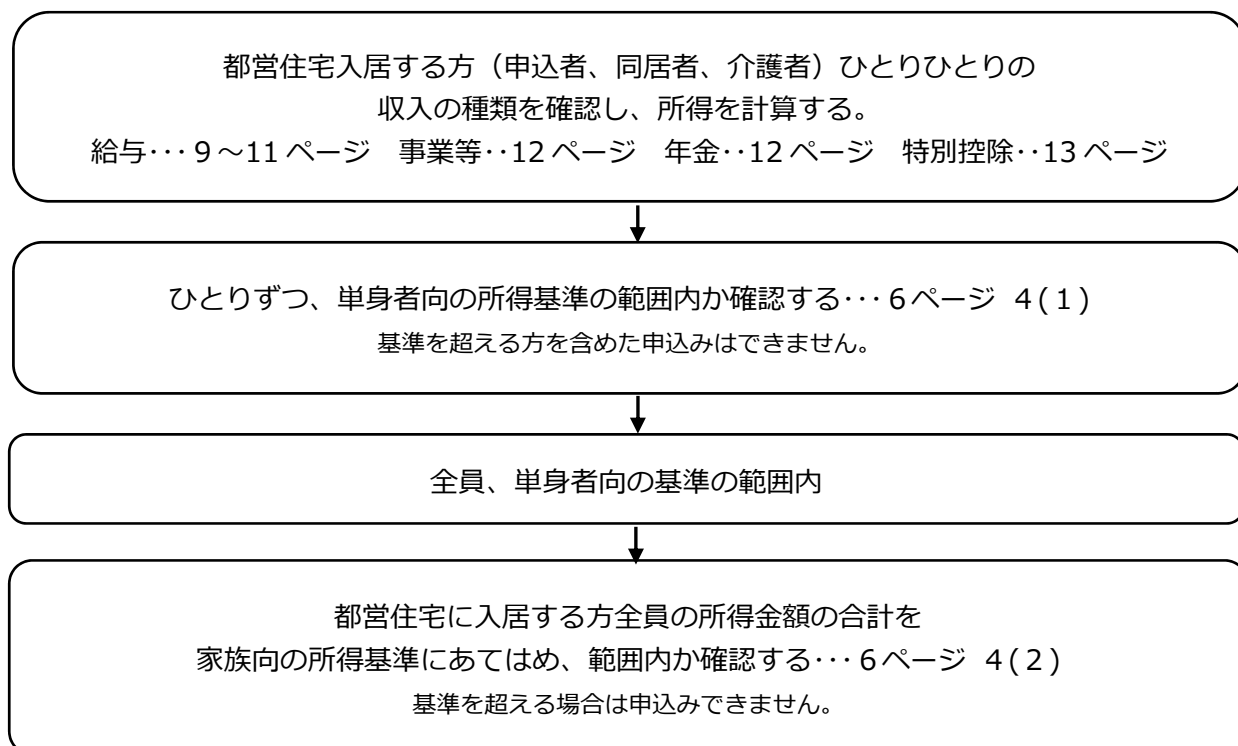 都営住宅入居する方（申込者、同居者、介護者）ひとりひとりの
収入の種類を確認し、所得を計算する。
給与･･･９～11 ページ　事業等･･12 ページ　年金･･12 ページ　特別控除･･13 ページ
ひとりずつ、単身者向の所得基準の範囲内か確認する･･･６ページ ４(１)
基準を超える方を含めた申込みはできません。
全員、単身者向の基準の範囲内
都営住宅に入居する方全員の所得金額の合計を
家族向の所得基準にあてはめ、範囲内か確認する･･･６ページ ４(２)
基準を超える場合は申込みできません。